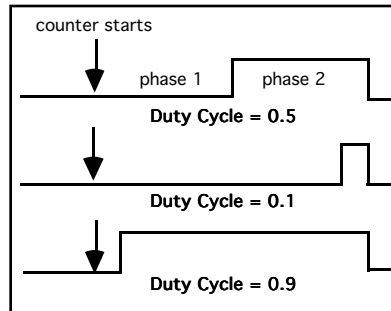 counter starts
phase 1 phase 2
Duty Cycle = 0.5
Duty Cycle = 0.1
Duty Cycle = 0.9